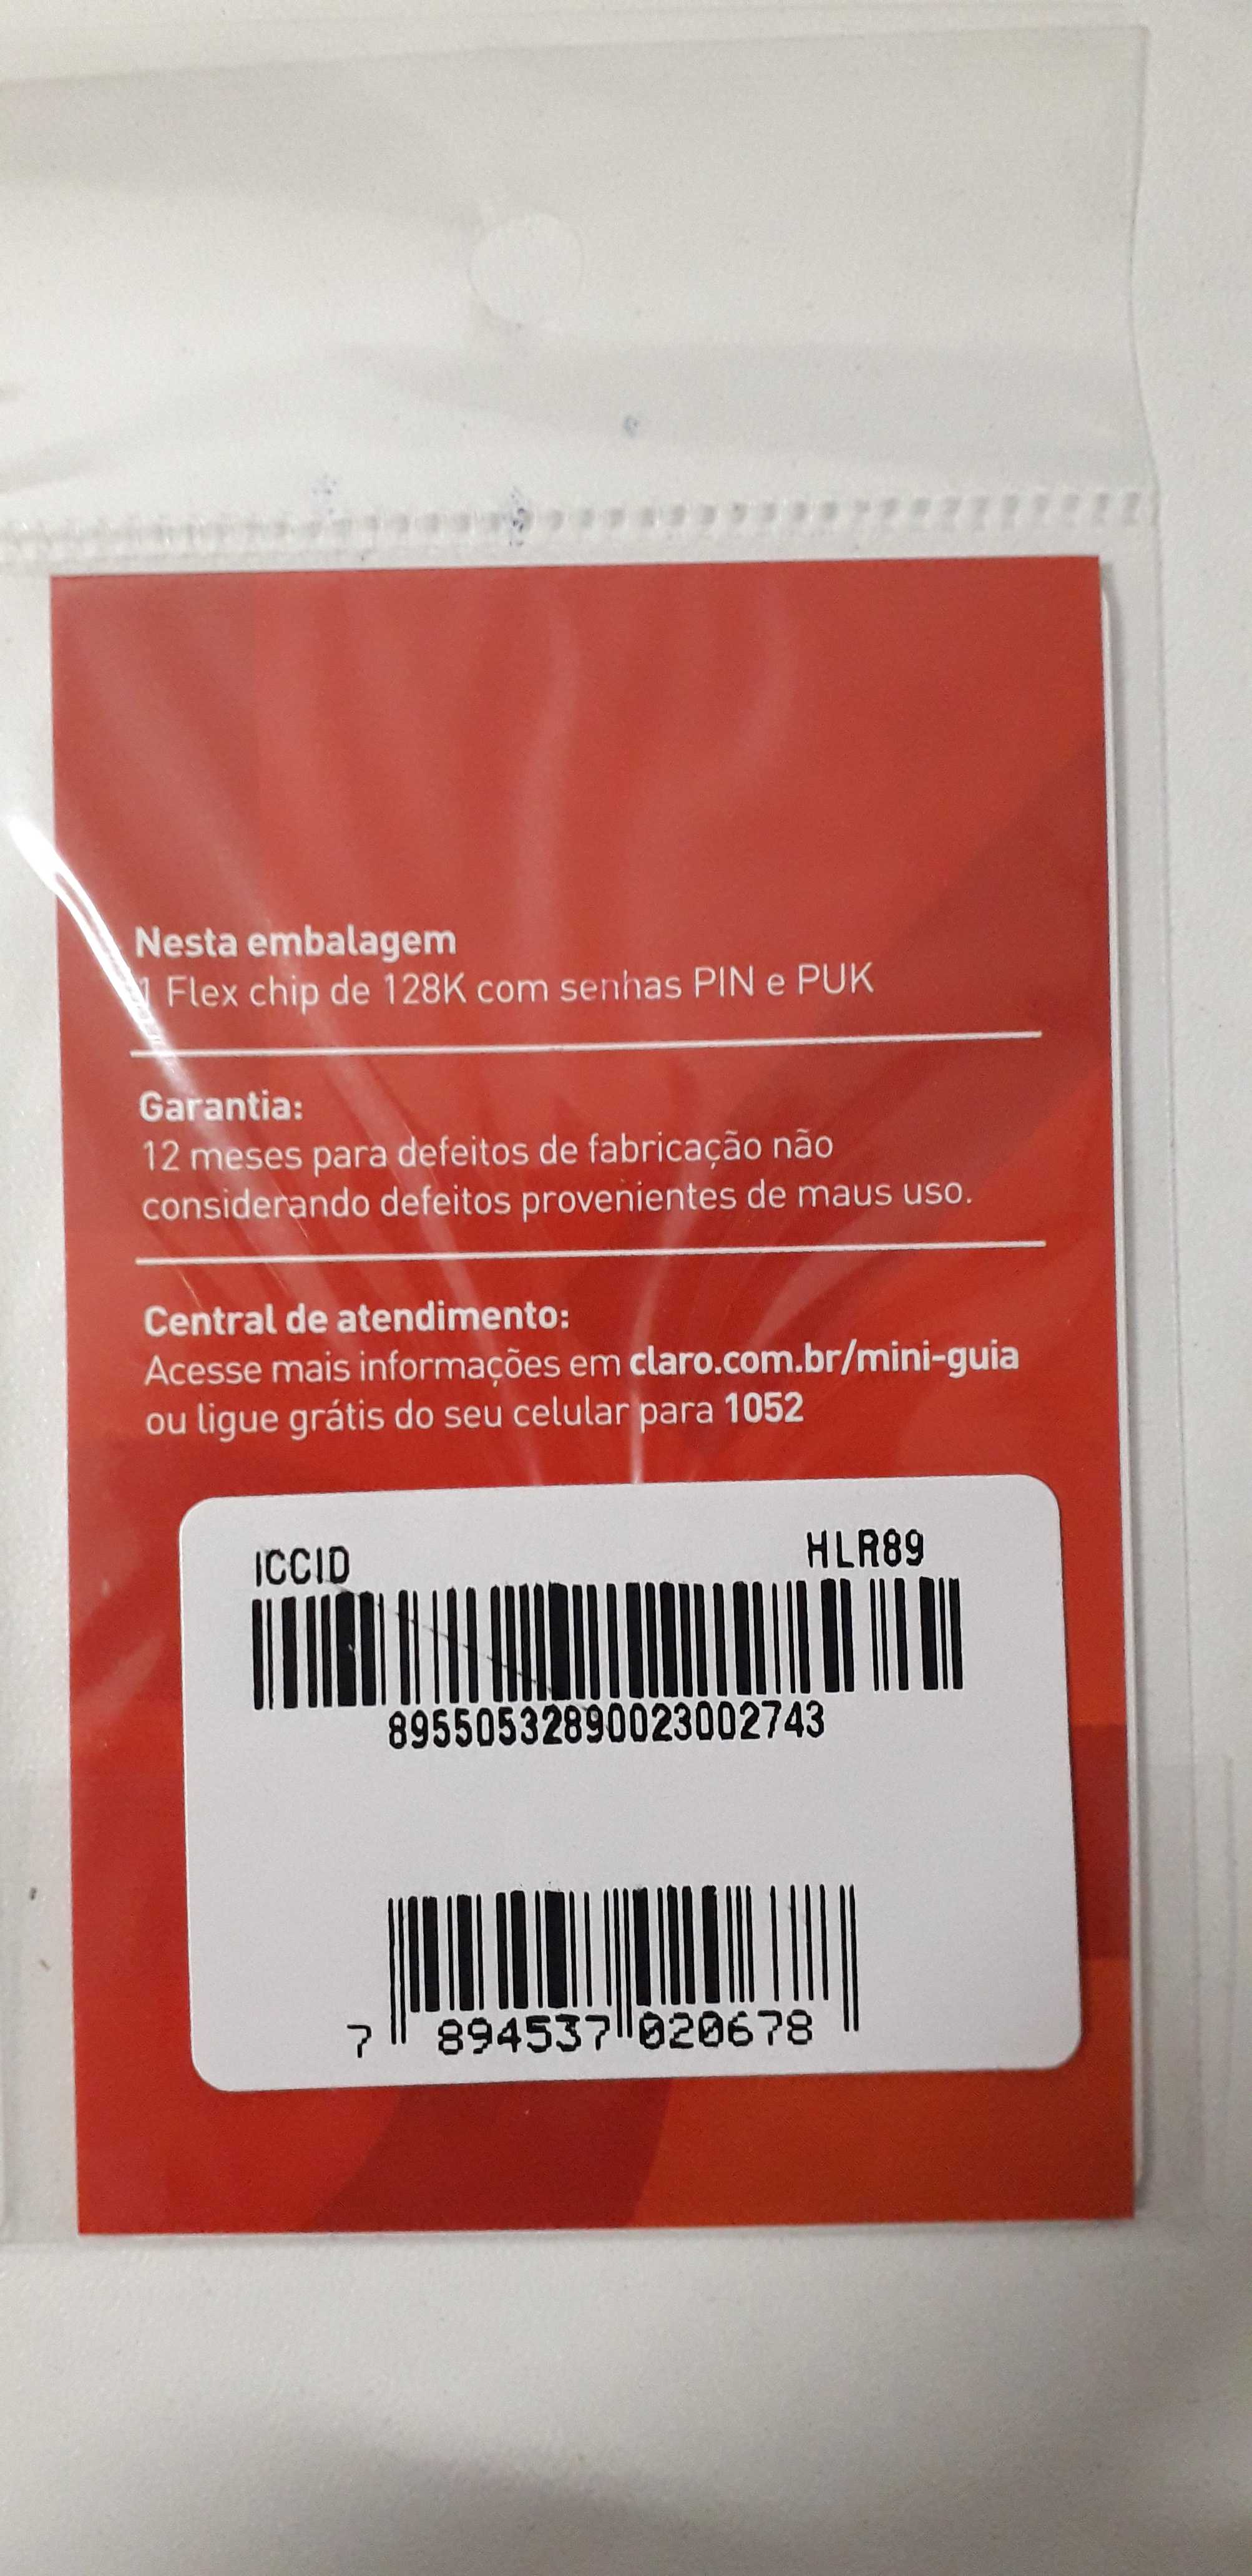 Nesta embalagem
1 Flex chip de 128K com senhas PIN e PUK
Garantia:
12 meses para defeitos de fabricação não
considerando defeitos provenientes de maus uso.
Central de atendimento:
Acesse mais informações em claro.com.br/mini-guia
ou ligue grátis do seu celular para 1052
ICCID HLR89
89550532890023002743
7 894537 020678